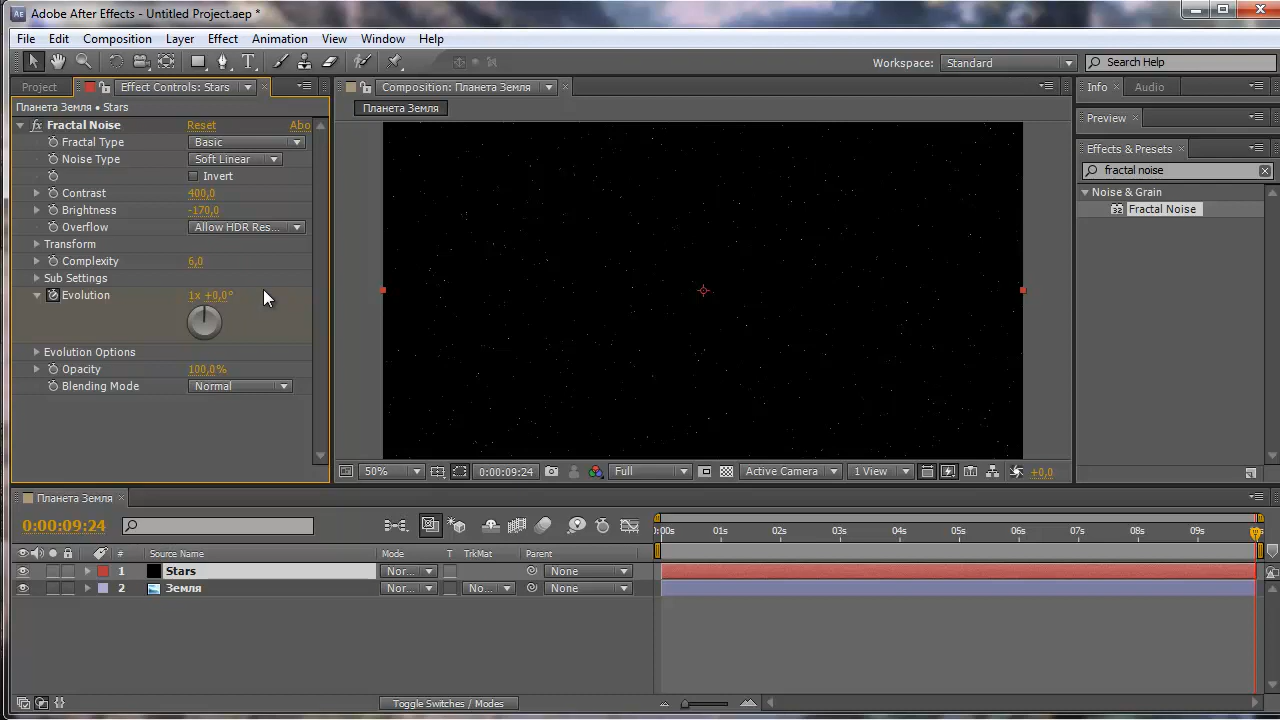 Adobe After Effects - Untitled Project.aep *
File Edit Composition Layer Effect Animation View Window Help
Workspace: Standard Search Help
Project Effect Controls: Stars Composition: Планета Земля Info Audio
Планета Земля • Stars
Планета Земля
Fractal Noise Reset Abo
Preview
Fractal Type Basic
Effects & Presets
Noise Type Soft Linear
fractal noise
Invert
Noise & Grain
Contrast 400,0
Fractal Noise
Brightness -170,0
Overflow Allow HDR Res...
Transform
Complexity 6,0
Sub Settings
Evolution 1x +0,0°
Evolution Options
Opacity 100,0%
Blending Mode Normal
50% 0:00:09:24 Full Active Camera 1 View +0,0
Планета Земля
0:00:09:24
:00s 01s 02s 03s 04s 05s 06s 07s 08s 09s
# Source Name Mode T TrkMat Parent
1 Stars Nor... None
2 Земля Nor... No... None
Toggle Switches / Modes